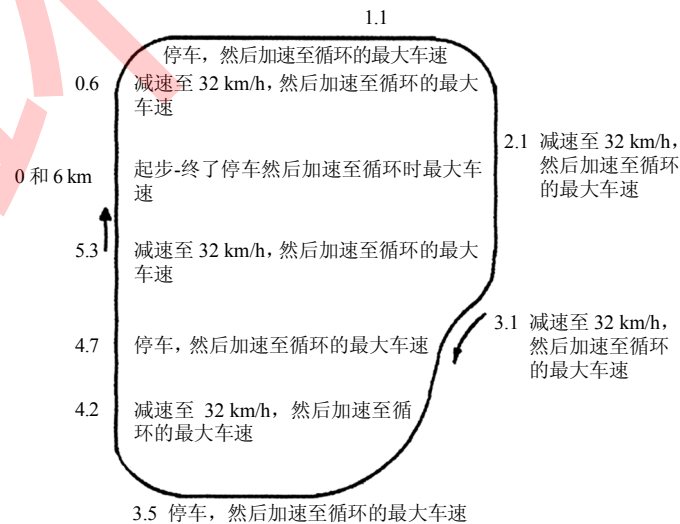 1.1
停车，然后加速至循环的最大车速
0.6 减速至 32 km/h，然后加速至循环的最大
车速
2.1 减速至 32 km/h，
然后加速至循环
的最大车速
0 和 6 km 起步-终了停车然后加速至循环时最大车
速
5.3 减速至 32 km/h，然后加速至循环的最大
车速
3.1 减速至 32 km/h，
然后加速至循环
的最大车速
4.7 停车，然后加速至循环的最大车速
4.2 减速至 32 km/h，然后加速至循
环的最大车速
3.5 停车，然后加速至循环的最大车速